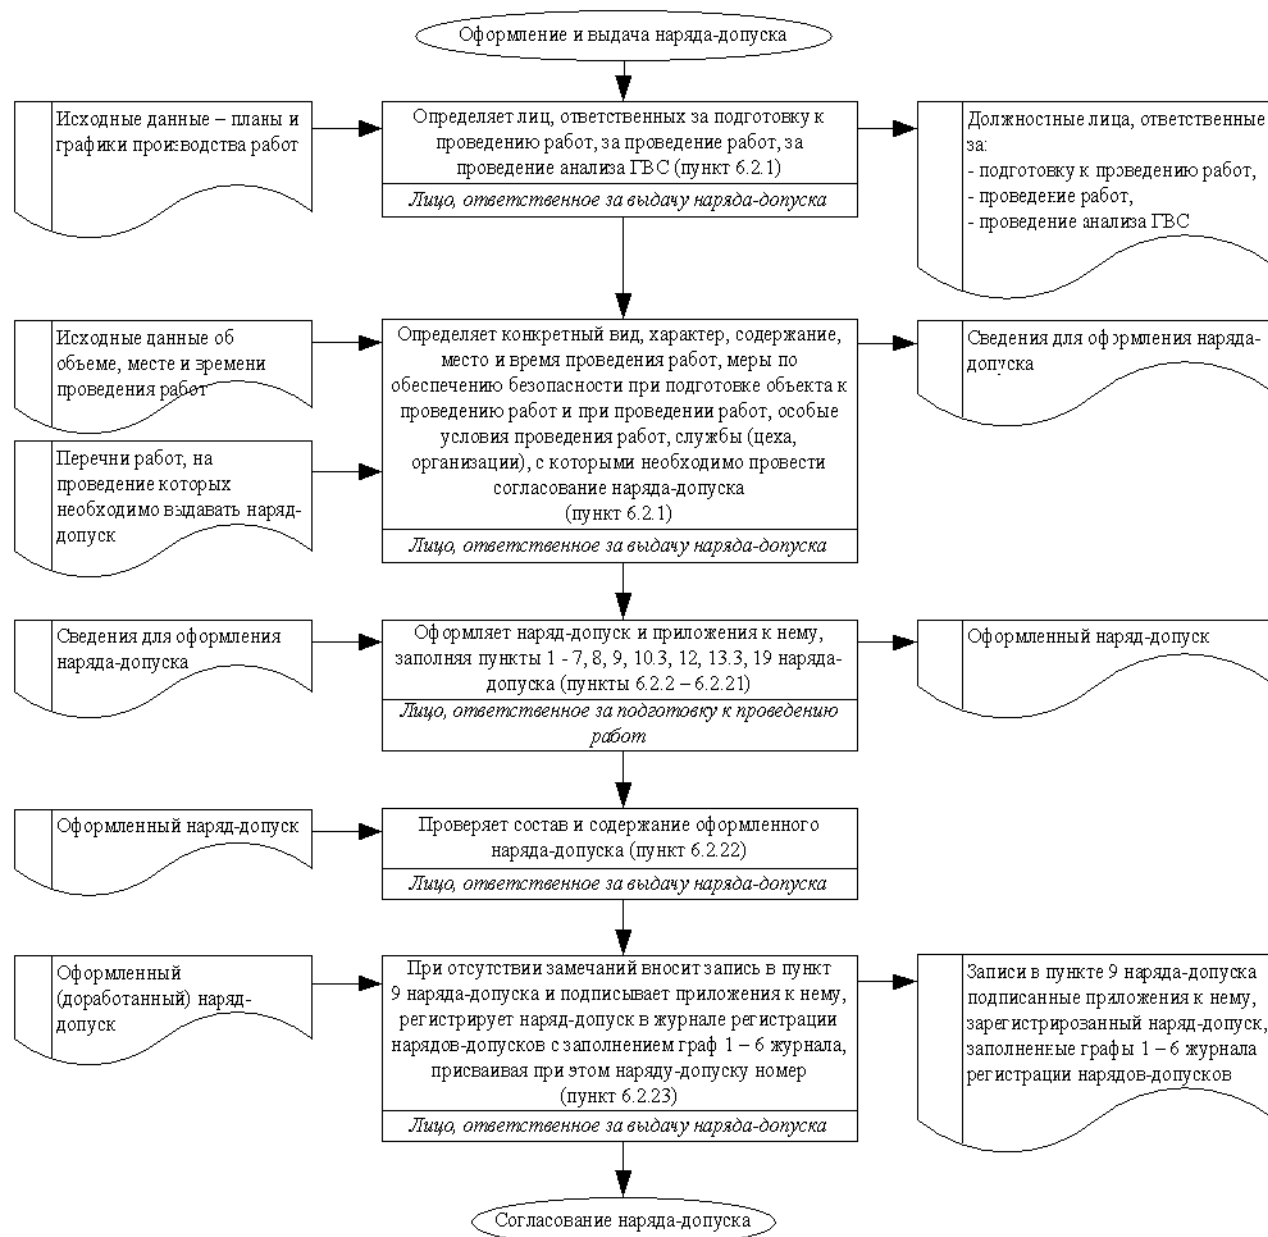 Оформление и выдача наряда-допуска
Исходные данные – планы и
графики производства работ
Определяет лиц, ответственных за подготовку к
проведению работ, за проведение работ, за
проведение анализа ГВС (пункт 6.2.1)
Лицо, ответственное за выдачу наряда-допуска
Должностные лица, ответственные
за:
- подготовку к проведению работ,
- проведение работ,
- проведение анализа ГВС
Исходные данные об
объеме, месте и времени
проведения работ
Перечни работ, на
проведение которых
необходимо выдавать наряд-
допуск
Определяет конкретный вид, характер, содержание,
место и время проведения работ, меры по
обеспечению безопасности при подготовке объекта к
проведению работ и при проведении работ, особые
условия проведения работ, службы (цеха,
организации), с которыми необходимо провести
согласование наряда-допуска
(пункт 6.2.1)
Лицо, ответственное за выдачу наряда-допуска
Сведения для оформления наряда-
допуска
Сведения для оформления
наряда-допуска
Оформляет наряд-допуск и приложения к нему,
заполняя пункты 1 - 7, 8, 9, 10.3, 12, 13.3, 19 наряда-
допуска (пункты 6.2.2 – 6.2.21)
Лицо, ответственное за подготовку к проведению
работ
Оформленный наряд-допуск
Оформленный наряд-допуск
Проверяет состав и содержание оформленного
наряда-допуска (пункт 6.2.22)
Лицо, ответственное за выдачу наряда-допуска
Оформленный
(доработанный) наряд-
допуск
При отсутствии замечаний вносит запись в пункт
9 наряда-допуска и подписывает приложения к нему,
регистрирует наряд-допуск в журнале регистрации
нарядов-допусков с заполнением граф 1 – 6 журнала,
присваивая при этом наряду-допуску номер
(пункт 6.2.23)
Лицо, ответственное за выдачу наряда-допуска
Записи в пункте 9 наряда-допуска
подписанные приложения к нему,
зарегистрированный наряд-допуск,
заполненные графы 1 – 6 журнала
регистрации нарядов-допусков
Согласование наряда-допуска